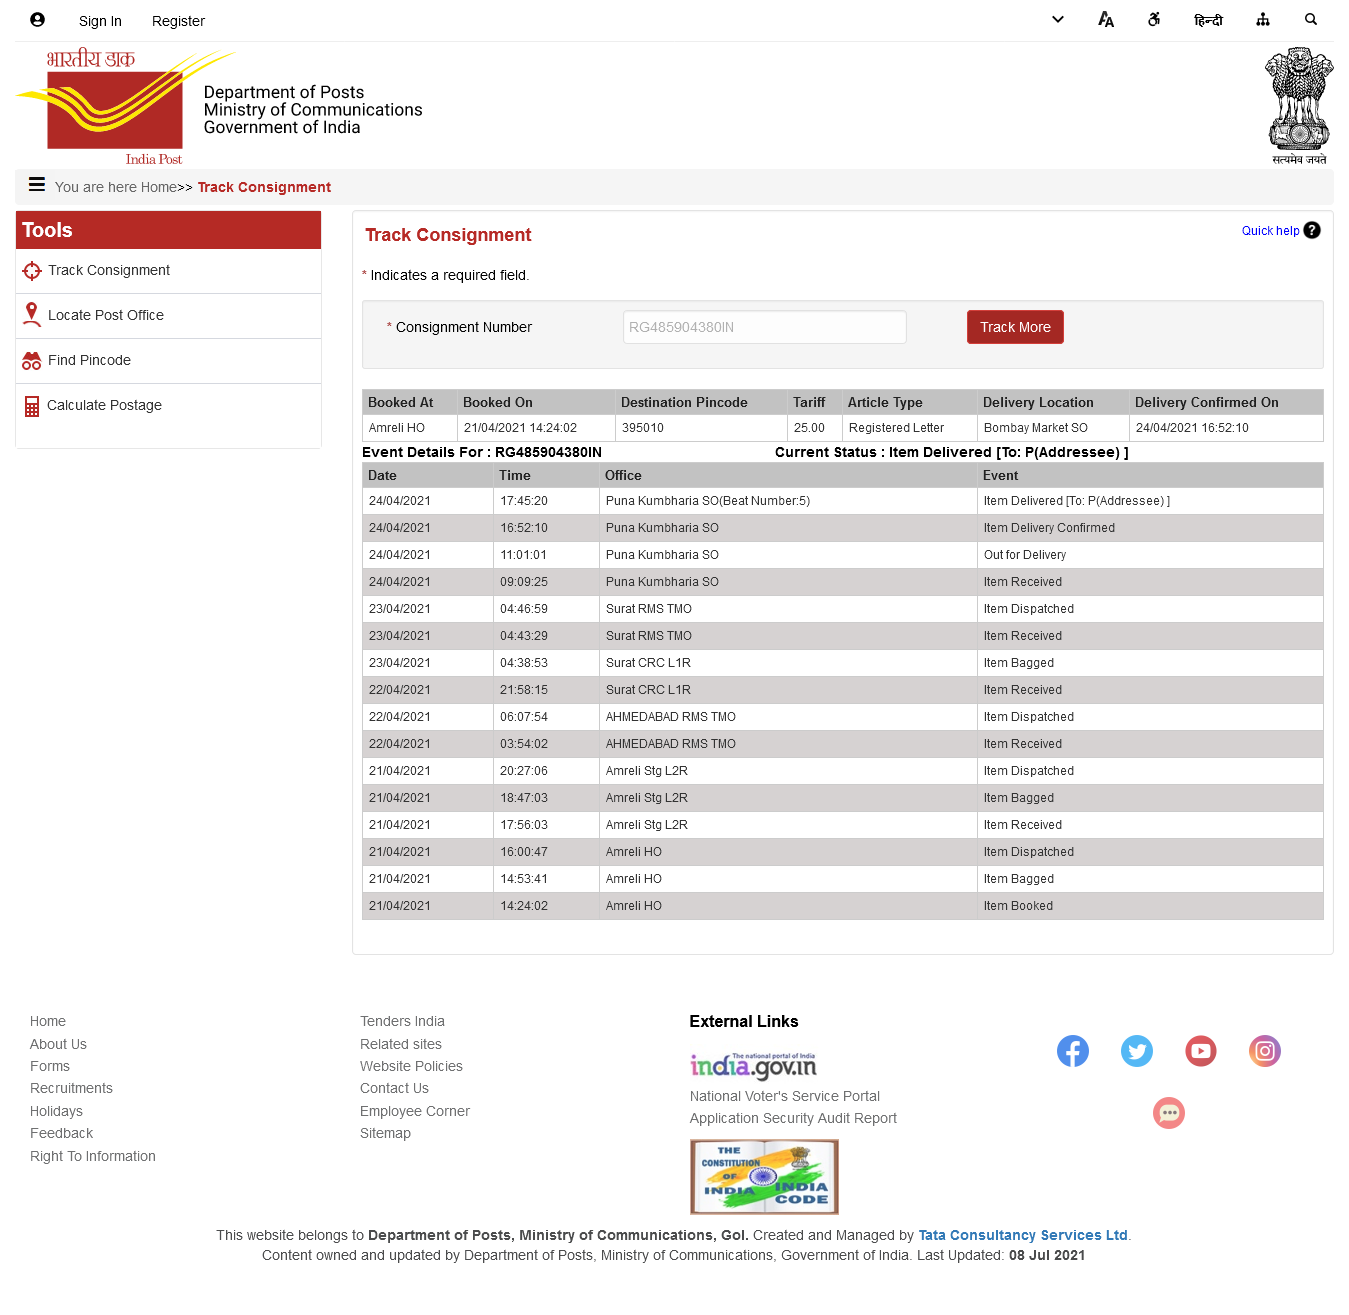 Sign In Register हिन्दी
भारतीय डाक
Department of Posts
Ministry of Communications
Government of India
India Post
सत्यमेव जयते
You are here Home>> Track Consignment
Tools
Track Consignment
Locate Post Office
Find Pincode
Calculate Postage
Track Consignment Quick help ?
* Indicates a required field.
* Consignment Number RG485904380IN Track More
Booked At Booked On Destination Pincode Tariff Article Type Delivery Location Delivery Confirmed On
Amreli HO 21/04/2021 14:24:02 395010 25.00 Registered Letter Bombay Market SO 24/04/2021 16:52:10
Event Details For : RG485904380IN Current Status : Item Delivered [To: P(Addressee) ]
Date Time Office Event
24/04/2021 17:45:20 Puna Kumbharia SO(Beat Number:5) Item Delivered [To: P(Addressee) ]
24/04/2021 16:52:10 Puna Kumbharia SO Item Delivery Confirmed
24/04/2021 11:01:01 Puna Kumbharia SO Out for Delivery
24/04/2021 09:09:25 Puna Kumbharia SO Item Received
23/04/2021 04:46:59 Surat RMS TMO Item Dispatched
23/04/2021 04:43:29 Surat RMS TMO Item Received
23/04/2021 04:38:53 Surat CRC L1R Item Bagged
22/04/2021 21:58:15 Surat CRC L1R Item Received
22/04/2021 06:07:54 AHMEDABAD RMS TMO Item Dispatched
22/04/2021 03:54:02 AHMEDABAD RMS TMO Item Received
21/04/2021 20:27:06 Amreli Stg L2R Item Dispatched
21/04/2021 18:47:03 Amreli Stg L2R Item Bagged
21/04/2021 17:56:03 Amreli Stg L2R Item Received
21/04/2021 16:00:47 Amreli HO Item Dispatched
21/04/2021 14:53:41 Amreli HO Item Bagged
21/04/2021 14:24:02 Amreli HO Item Booked
Home
About Us
Forms
Recruitments
Holidays
Feedback
Right To Information
Tenders India
Related sites
Website Policies
Contact Us
Employee Corner
Sitemap
External Links
The national portal of India
india.gov.in
National Voter's Service Portal
Application Security Audit Report
THE
CONSTITUTION
OF
INDIA
INDIA
CODE
This website belongs to Department of Posts, Ministry of Communications, GoI. Created and Managed by Tata Consultancy Services Ltd.
Content owned and updated by Department of Posts, Ministry of Communications, Government of India. Last Updated: 08 Jul 2021